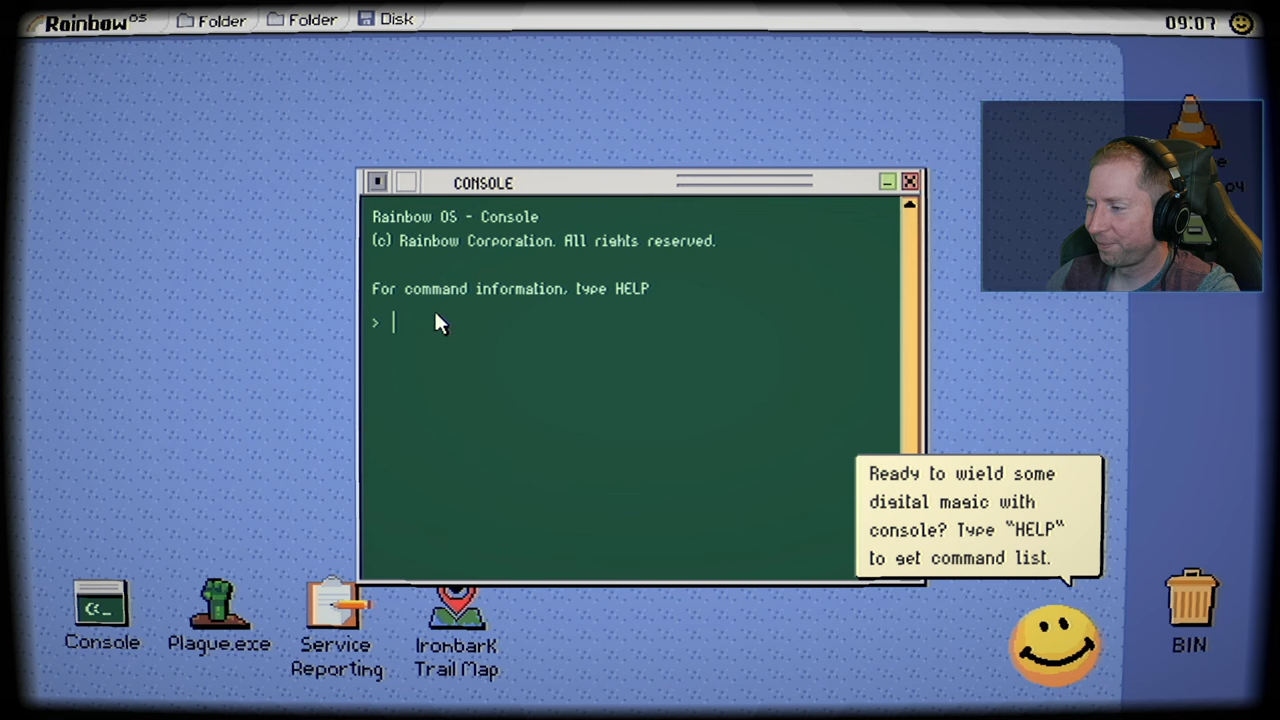 Rainbow OS
Folder
Folder
Disk
09:07
CONSOLE
Rainbow OS - Console
(c) Rainbow Corporation. All rights reserved.
For command information, type HELP
>
Ready to wield some
digital magic with
console? Type "HELP"
to get command list.
Console
Plague.exe
Service
Reporting
Ironbark
Trail Map
BIN